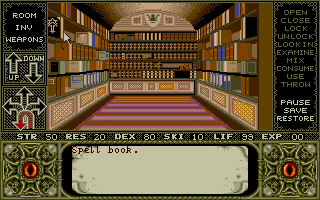 ROOM
INV
WEAPONS
UP
DOWN
OPEN
CLOSE
LOCK
UNLOCK
LOOK IN
EXAMINE
MIX
CONSUME
USE
THROW
PAUSE
SAVE
RESTORE
STR 50 RES 20 DEX 80 SKI 10 LIF 99 EXP 00
Spell book.